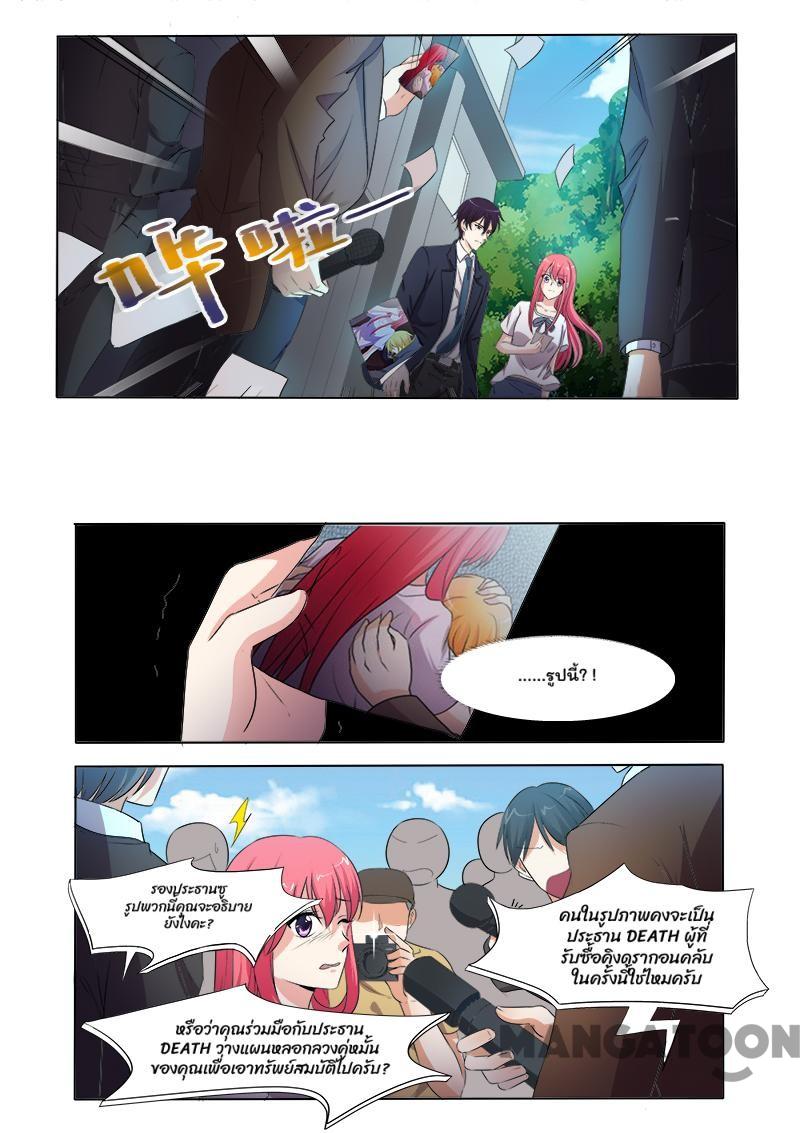 咔啦一
......รูปนี้?!
รองประธานซู
รูปพวกนี้คุณจะอธิบาย
ยังไงคะ?
คนในรูปภาพคงจะเป็น
ประธาน DEATH ผู้ที่
รับซื้อคิงดรากอนคลับ
ในครั้งนี้ใช่ไหมครับ
หรือว่าคุณร่วมมือกับประธาน
DEATH วางแผนหลอกลวงคู่หมั้น
ของคุณเพื่อเอาทรัพย์สมบัติไปครับ?
MANGATOON